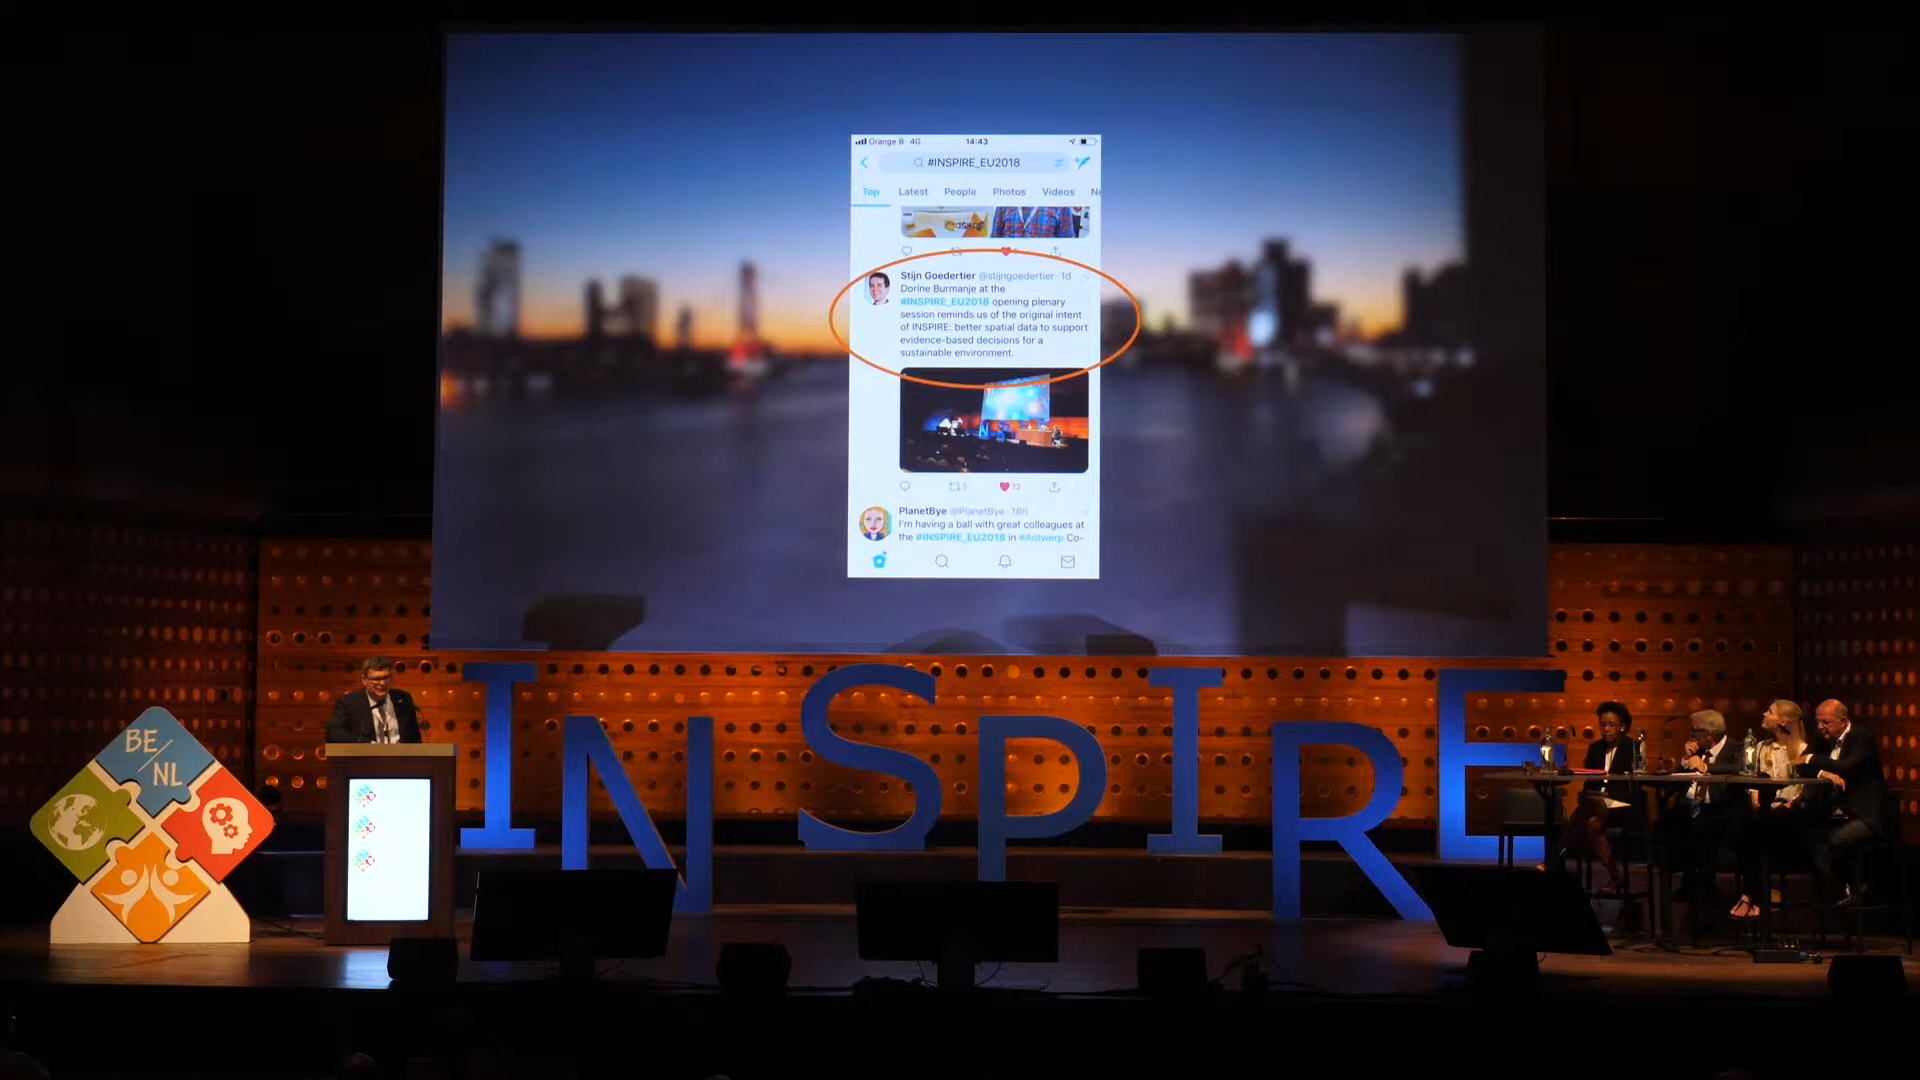 Orange B 4G 14:43
#INSPIRE_EU2018
Top Latest People Photos Videos Ne
Stijn Goedertier @stijngoedertier · 1d
Dorine Burmanje at the
#INSPIRE_EU2018 opening plenary
session reminds us of the original intent
of INSPIRE: better spatial data to support
evidence-based decisions for a
sustainable environment.
5 13
PlanetBye @PlanetBye · 18h
I'm having a ball with great colleagues at
the #INSPIRE_EU2018 in #Antwerp Co-
INSPIRE
BE/
NL